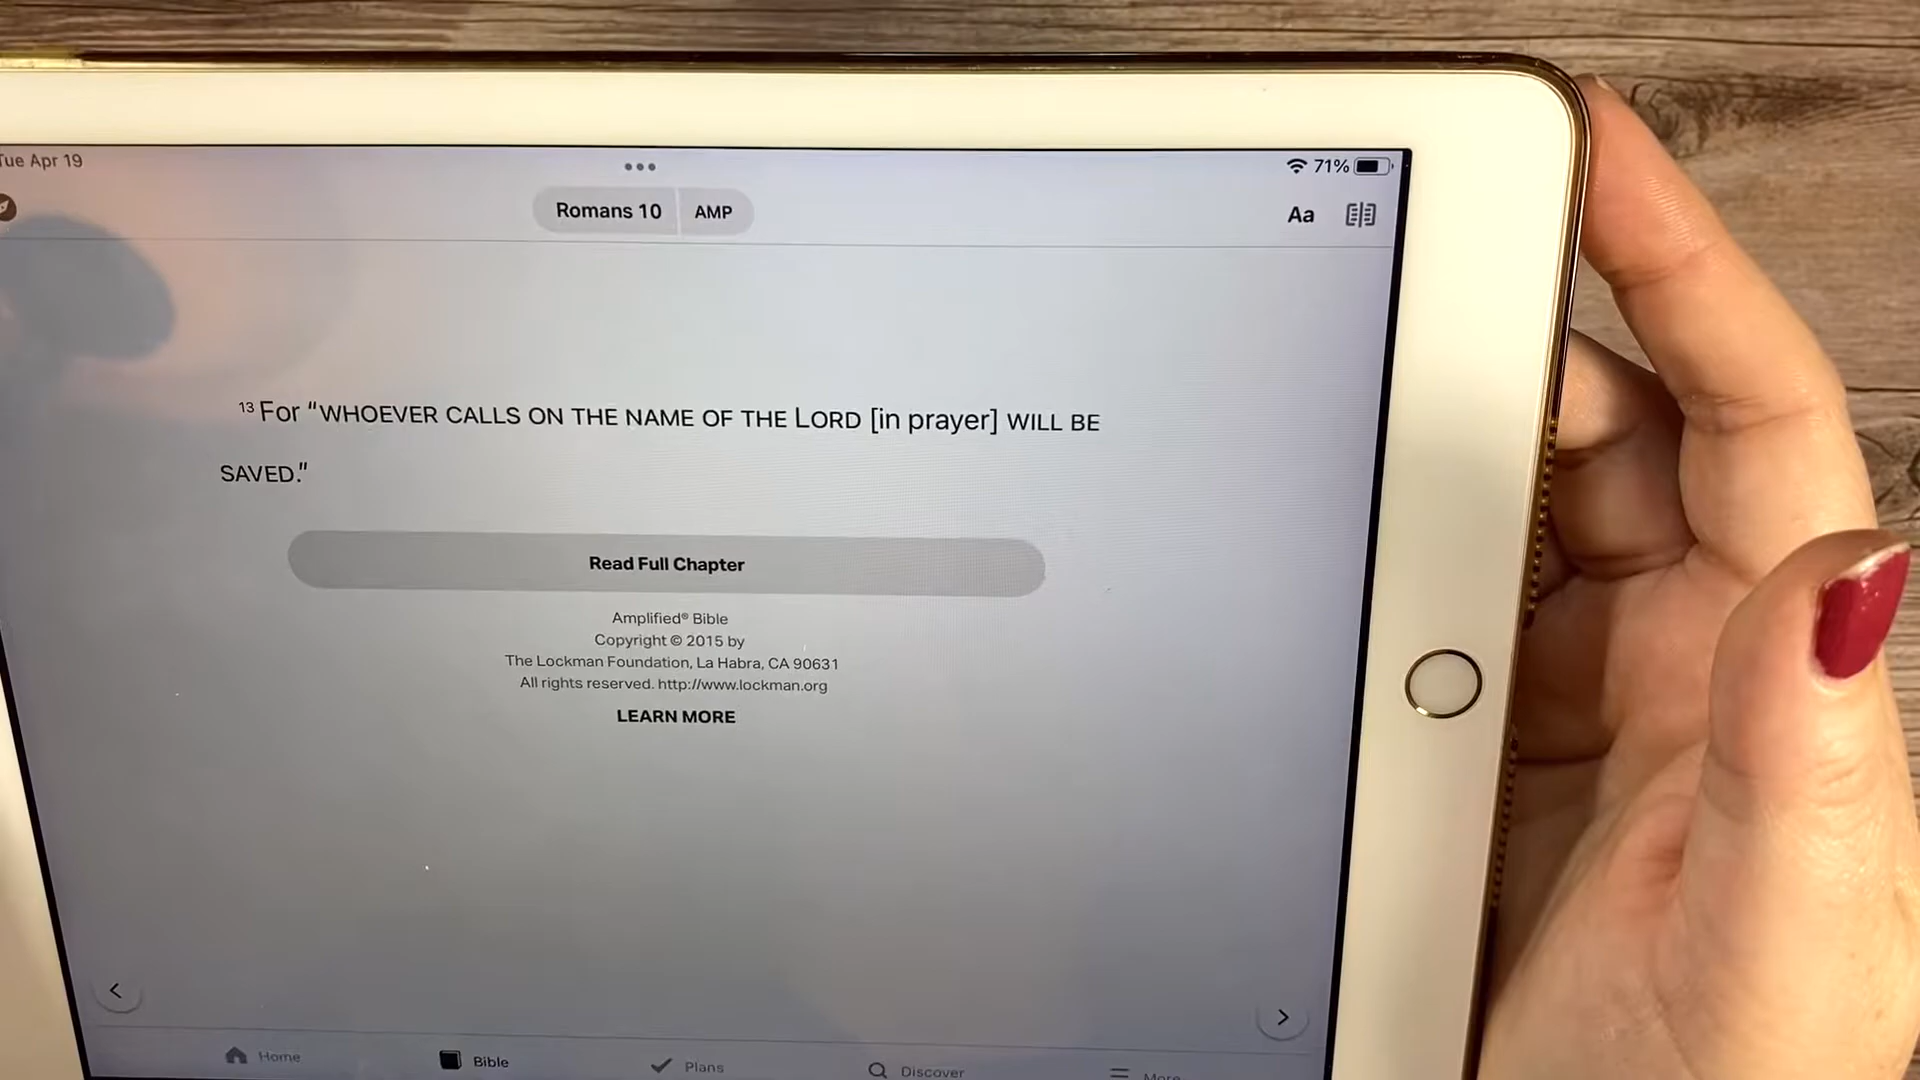 Tue Apr 19
71%
Romans 10 AMP
Aa
13 For “WHOEVER CALLS ON THE NAME OF THE LORD [in prayer] WILL BE
SAVED.”
Read Full Chapter
Amplified® Bible
Copyright © 2015 by
The Lockman Foundation, La Habra, CA 90631
All rights reserved. http://www.lockman.org
LEARN MORE
Home Bible Plans Discover More